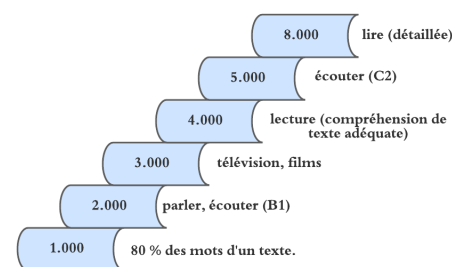 8.000 lire (détaillée)
5.000 écouter (C2)
4.000 lecture (compréhension de
texte adéquate)
3.000 télévision, films
2.000 parler, écouter (B1)
1.000 80 % des mots d'un texte.